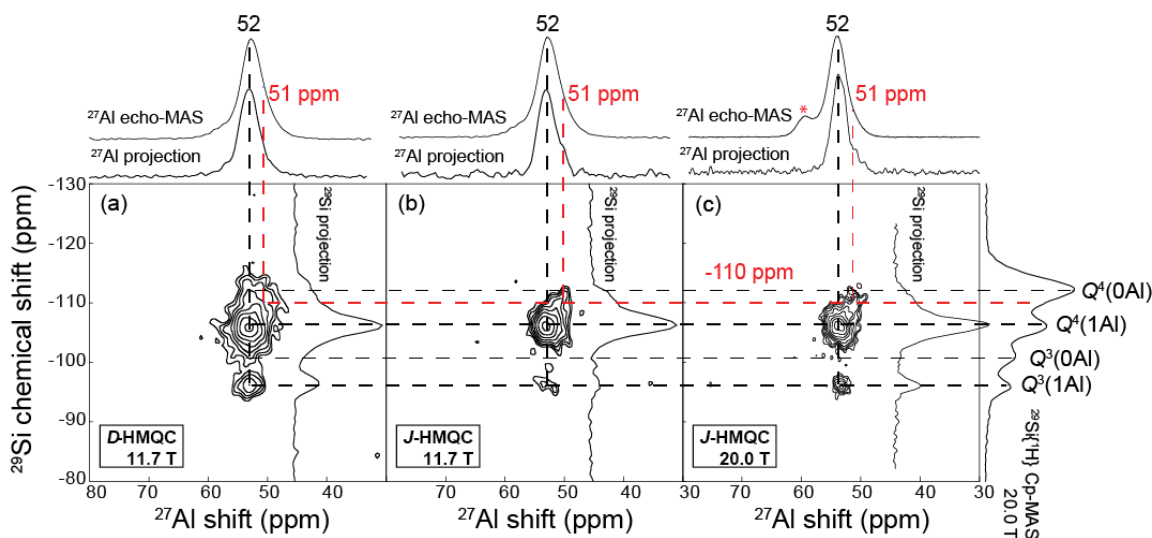 52
52
52
51 ppm
51 ppm
51 ppm
*
²⁷Al echo-MAS
²⁷Al echo-MAS
²⁷Al echo-MAS
²⁷Al projection
²⁷Al projection
²⁷Al projection
-130
-120
-110
-100
-90
-80
²⁹Si chemical shift (ppm)
(a)
²⁹Si projection
D-HMQC
11.7 T
(b)
²⁹Si projection
J-HMQC
11.7 T
(c)
²⁹Si projection
-110 ppm
J-HMQC
20.0 T
Q⁴(0Al)
Q⁴(1Al)
Q³(0Al)
Q³(1Al)
²⁹Si{¹H} Cp-MAS
20.0 T
80 70 60 50 40
70 60 50 40 29
70 60 50 40 29
²⁷Al shift (ppm)
²⁷Al shift (ppm)
²⁷Al shift (ppm)